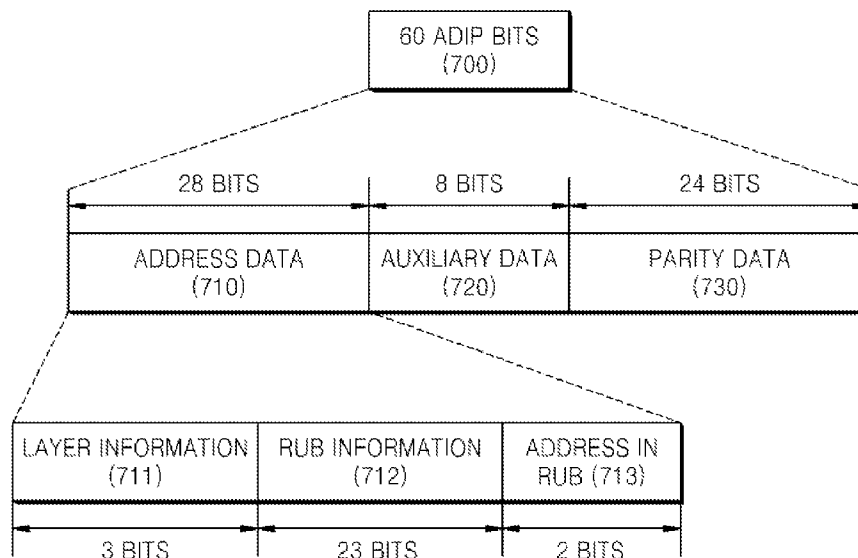 60 ADIP BITS
(700)
28 BITS
8 BITS
24 BITS
ADDRESS DATA
(710)
AUXILIARY DATA
(720)
PARITY DATA
(730)
LAYER INFORMATION
(711)
RUB INFORMATION
(712)
ADDRESS IN
RUB (713)
3 BITS
23 BITS
2 BITS